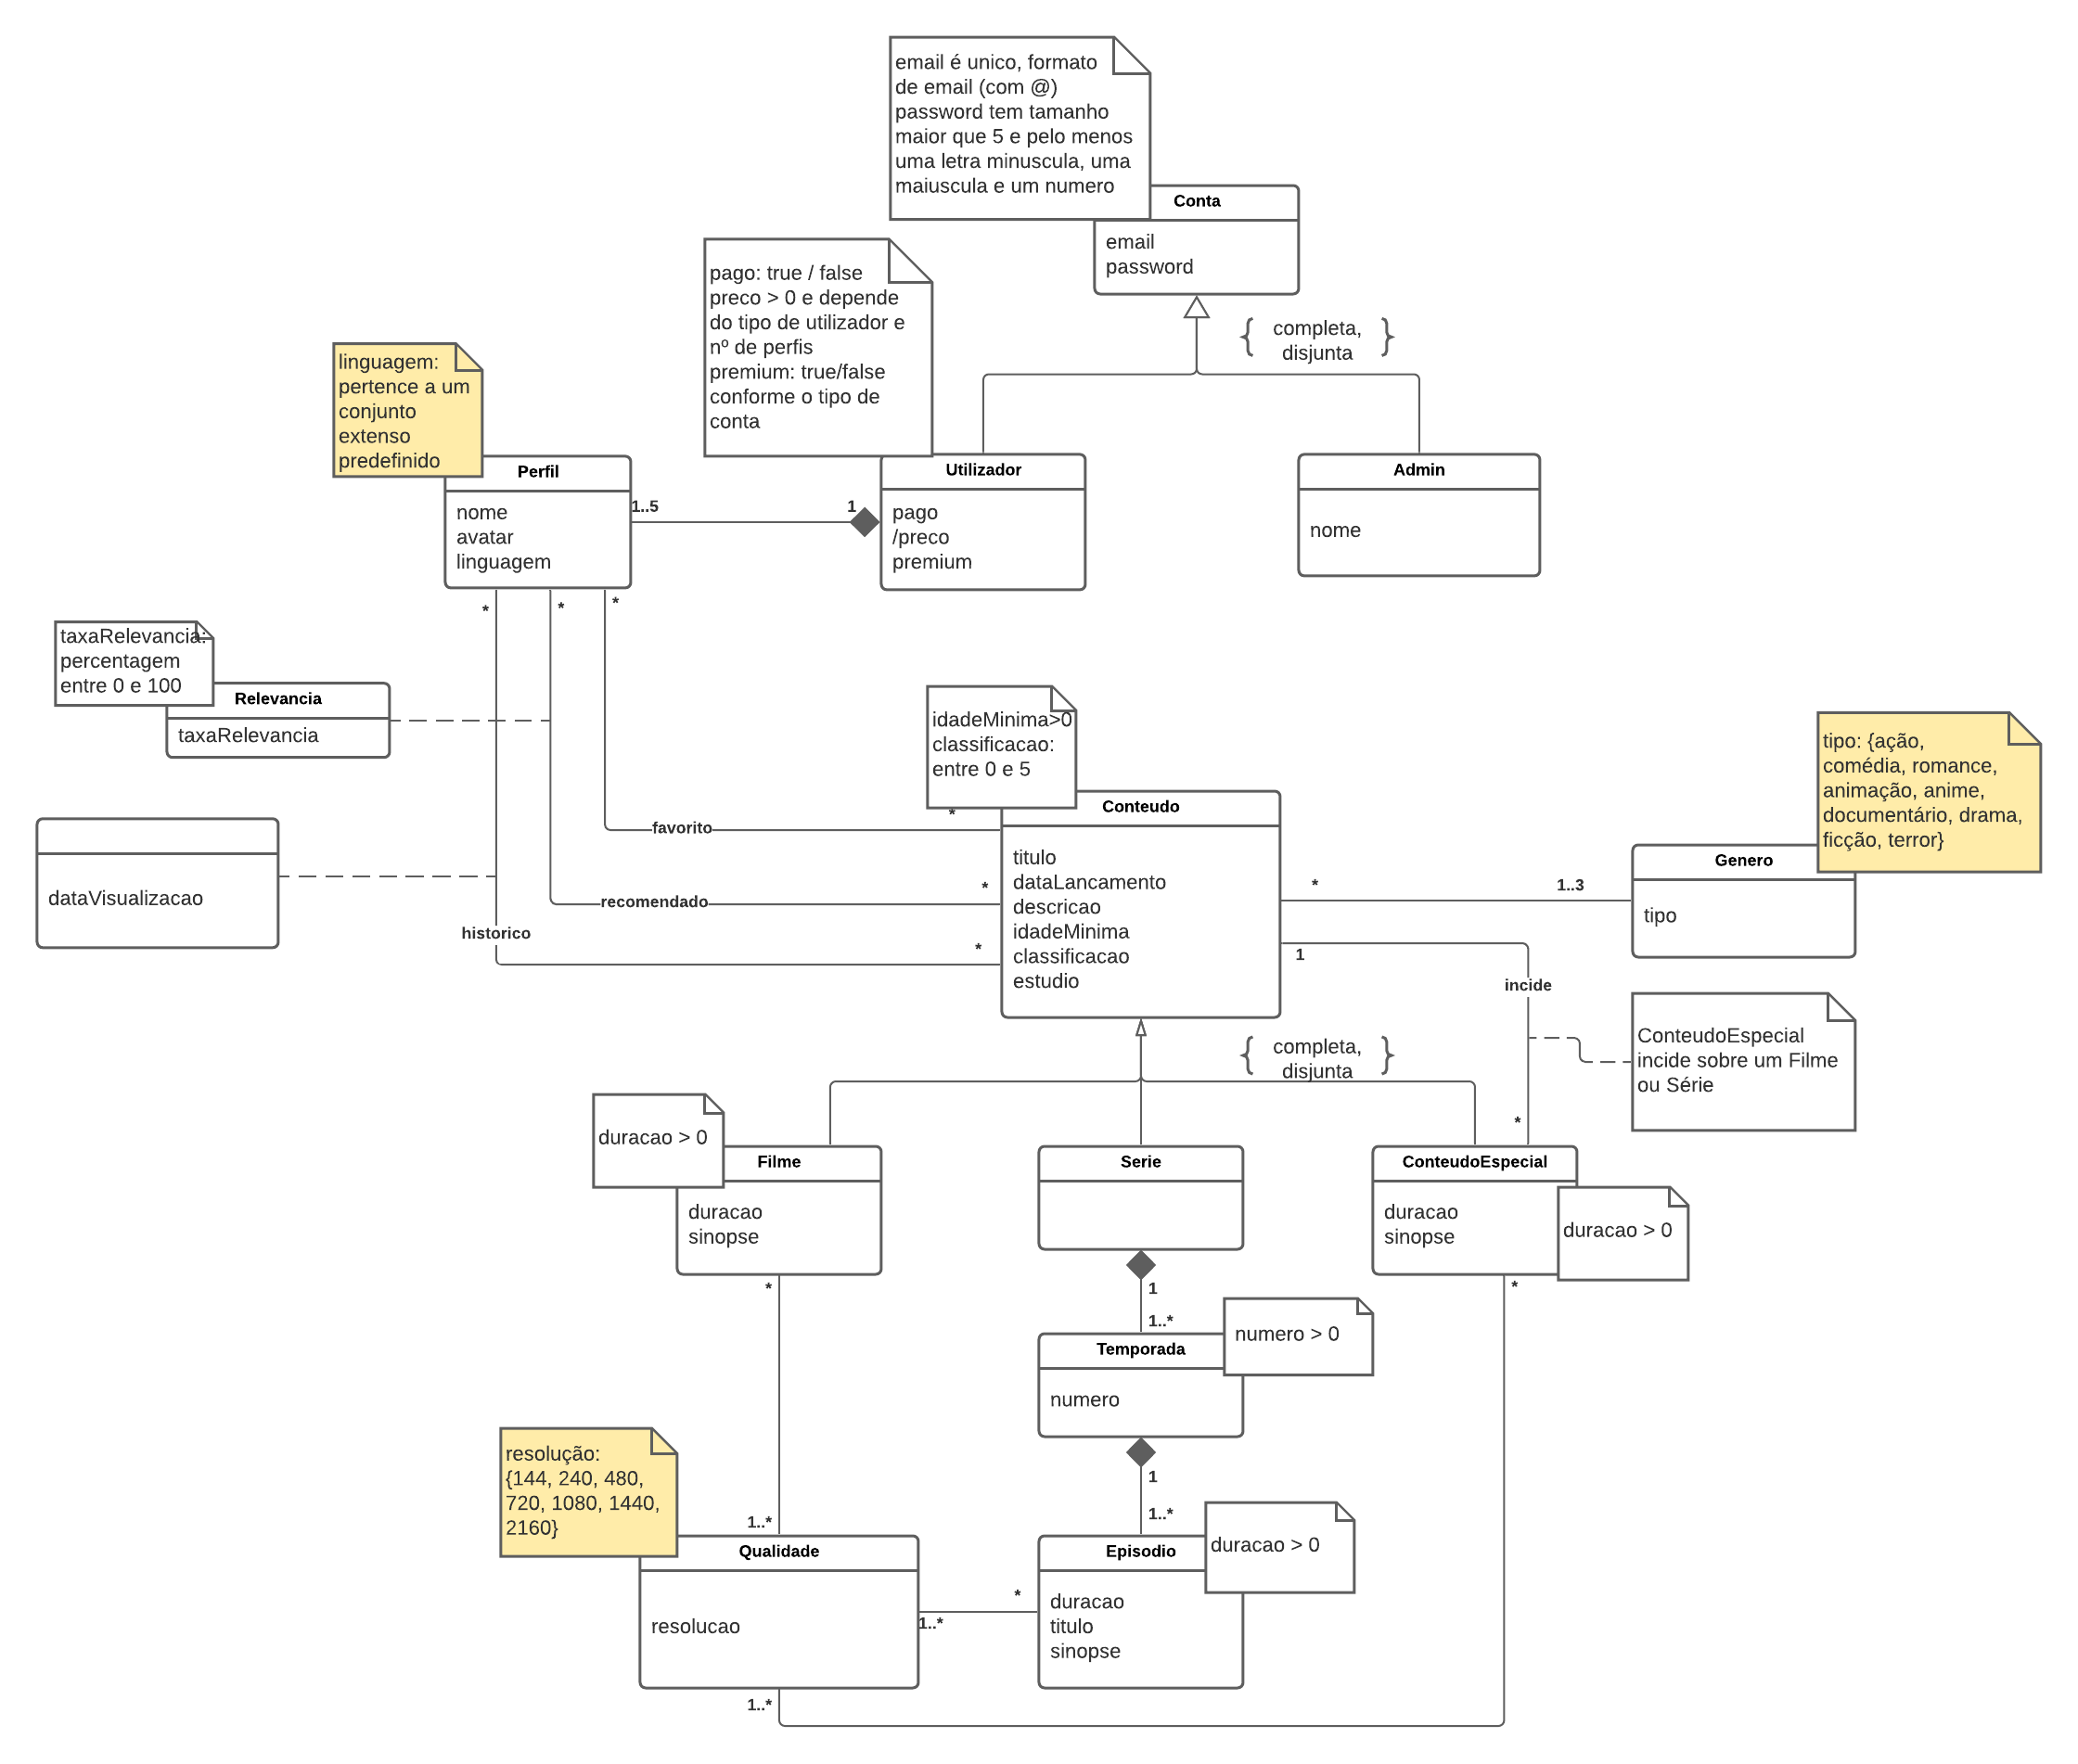 email é unico, formato
de email (com @)
password tem tamanho
maior que 5 e pelo menos
uma letra minuscula, uma
maiuscula e um numero
Conta
email
password
pago: true / false
preco > 0 e depende
do tipo de utilizador e
nº de perfis
premium: true/false
conforme o tipo de
conta
{ completa, }
disjunta
linguagem:
pertence a um
conjunto
extenso
predefinido
Perfil
nome
avatar
linguagem
1..5
1
Utilizador
pago
/preco
premium
Admin
nome
*
*
*
taxaRelevancia:
percentagem
entre 0 e 100
Relevancia
taxaRelevancia
dataVisualizacao
favorito
recomendado
historico
*
*
*
idadeMinima>0
classificacao:
entre 0 e 5
Conteudo
titulo
dataLancamento
descricao
idadeMinima
classificacao
estudio
*
1..3
tipo: {ação,
comédia, romance,
animação, anime,
documentário, drama,
ficção, terror}
Genero
tipo
1
incide
*
ConteudoEspecial
incide sobre um Filme
ou Série
{ completa, }
disjunta
duracao > 0
Filme
duracao
sinopse
Serie
ConteudoEspecial
duracao
sinopse
duracao > 0
*
1
1..*
*
Temporada
numero
numero > 0
1
1..*
resolução:
{144, 240, 480,
720, 1080, 1440,
2160}
1..*
Qualidade
resolucao
1..*
*
Episodio
duracao
titulo
sinopse
duracao > 0
1..*